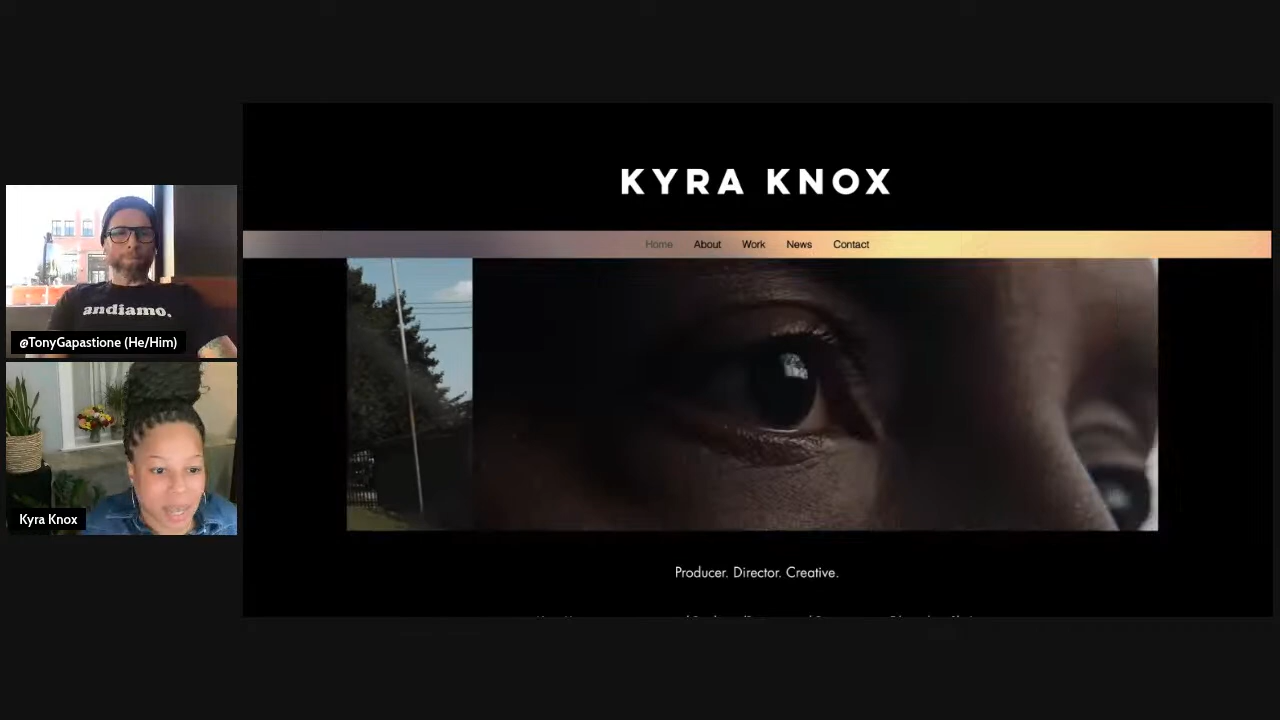 KYRA KNOX
Home About Work News Contact
andiamo.
@TonyGapastione (He/Him)
Kyra Knox
Producer. Director. Creative.